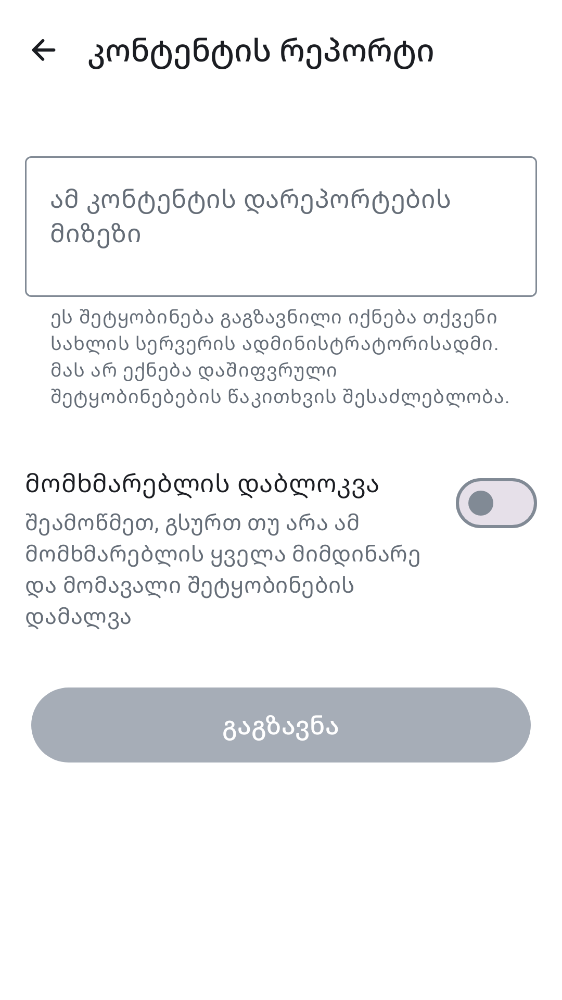 კონტენტის რეპორტი
ამ კონტენტის დარეპორტების
მიზეზი
ეს შეტყობინება გაგზავნილი იქნება თქვენი
სახლის სერვერის ადმინისტრატორისადმი.
მას არ ექნება დაშიფვრული
შეტყობინებების წაკითხვის შესაძლებლობა.
მომხმარებლის დაბლოკვა
შეამოწმეთ, გსურთ თუ არა ამ
მომხმარებლის ყველა მიმდინარე
და მომავალი შეტყობინების
დამალვა
გაგზავნა